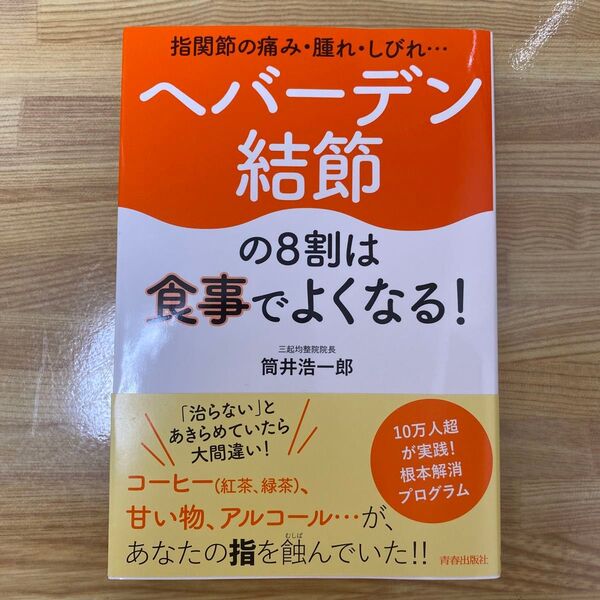 指関節の痛み・腫れ・しびれ…
ヘバーデン
結節
の8割は
食事でよくなる！
三起均整院院長
筒井浩一郎
「治らない」と
あきらめていたら
大間違い！
10万人超
が実践！
根本解消
プログラム
コーヒー（紅茶、緑茶）、
甘い物、アルコール…が、
あなたの指を蝕んでいた!!
むしば
青春出版社